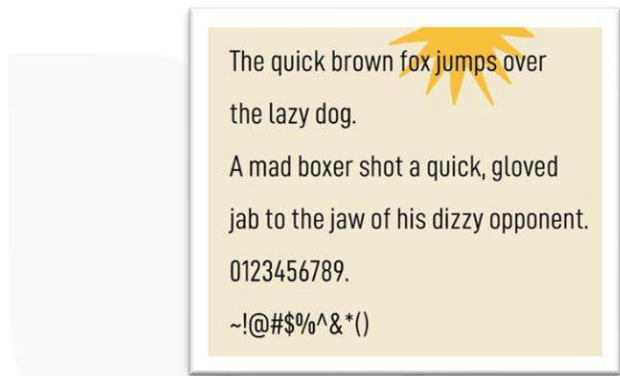 The quick brown fox jumps over
the lazy dog.
A mad boxer shot a quick, gloved
jab to the jaw of his dizzy opponent.
0123456789.
~!@#$%^&*()